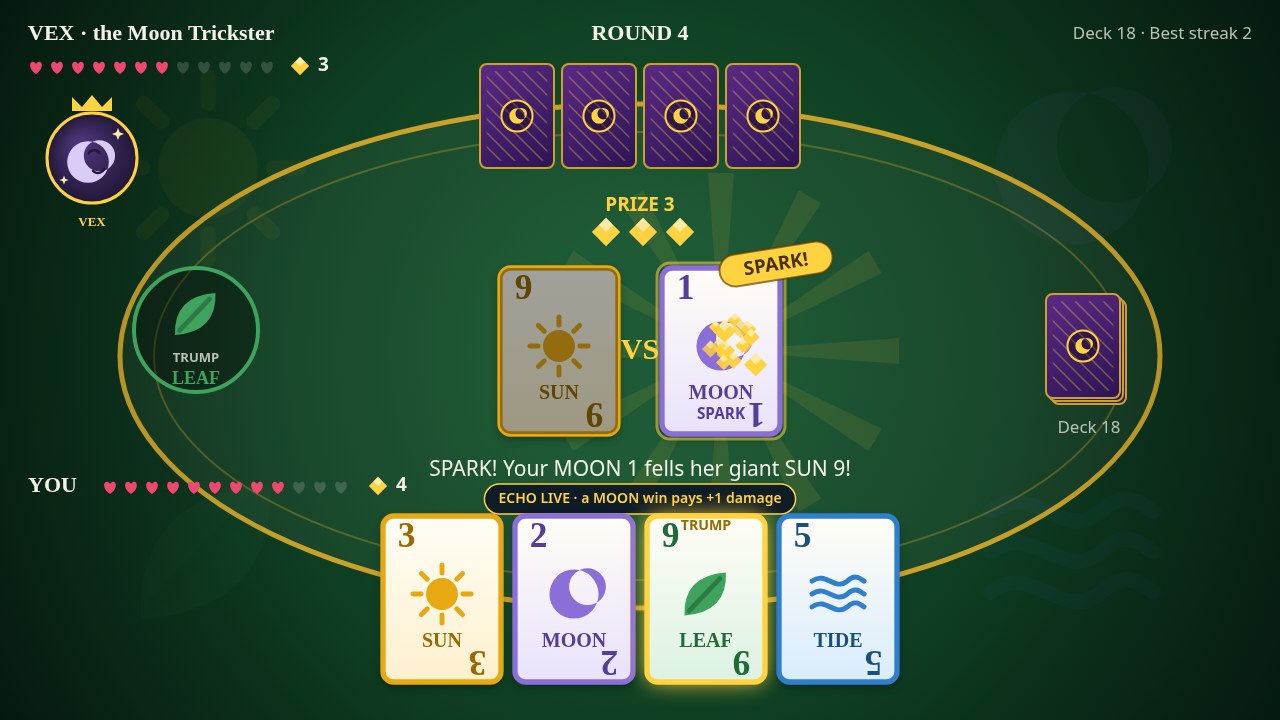 VEX · the Moon Trickster
ROUND 4
Deck 18 · Best streak 2
3
VEX
PRIZE 3
TRUMP
LEAF
9
SUN
9
VS
SPARK!
1
MOON
SPARK
1
Deck 18
SPARK! Your MOON 1 fells her giant SUN 9!
YOU
4
ECHO LIVE · a MOON win pays +1 damage
3
SUN
3
2
MOON
2
TRUMP
9
LEAF
9
5
TIDE
5